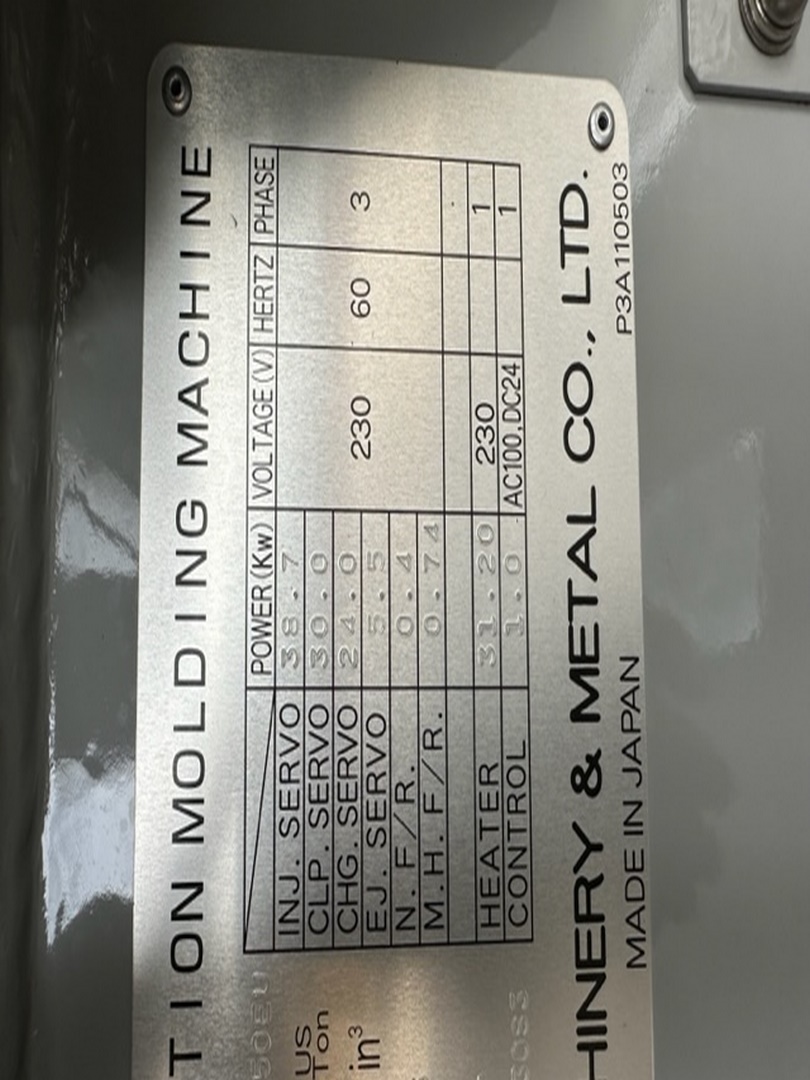 TION MOLDING MACHINE
POWER(Kw) VOLTAGE(V) HERTZ PHASE
INJ. SERVO 38.7
CLP. SERVO 30.0
CHG. SERVO 24.0 230 60 3
EJ. SERVO 5.5
N. F/R. 0.4
M.H. F/R. 0.74
HEATER 31.20 230 1
CONTROL 1.0 AC100,DC24 1
US
Ton
in³
HINERY & METAL CO., LTD.
MADE IN JAPAN P3A110503